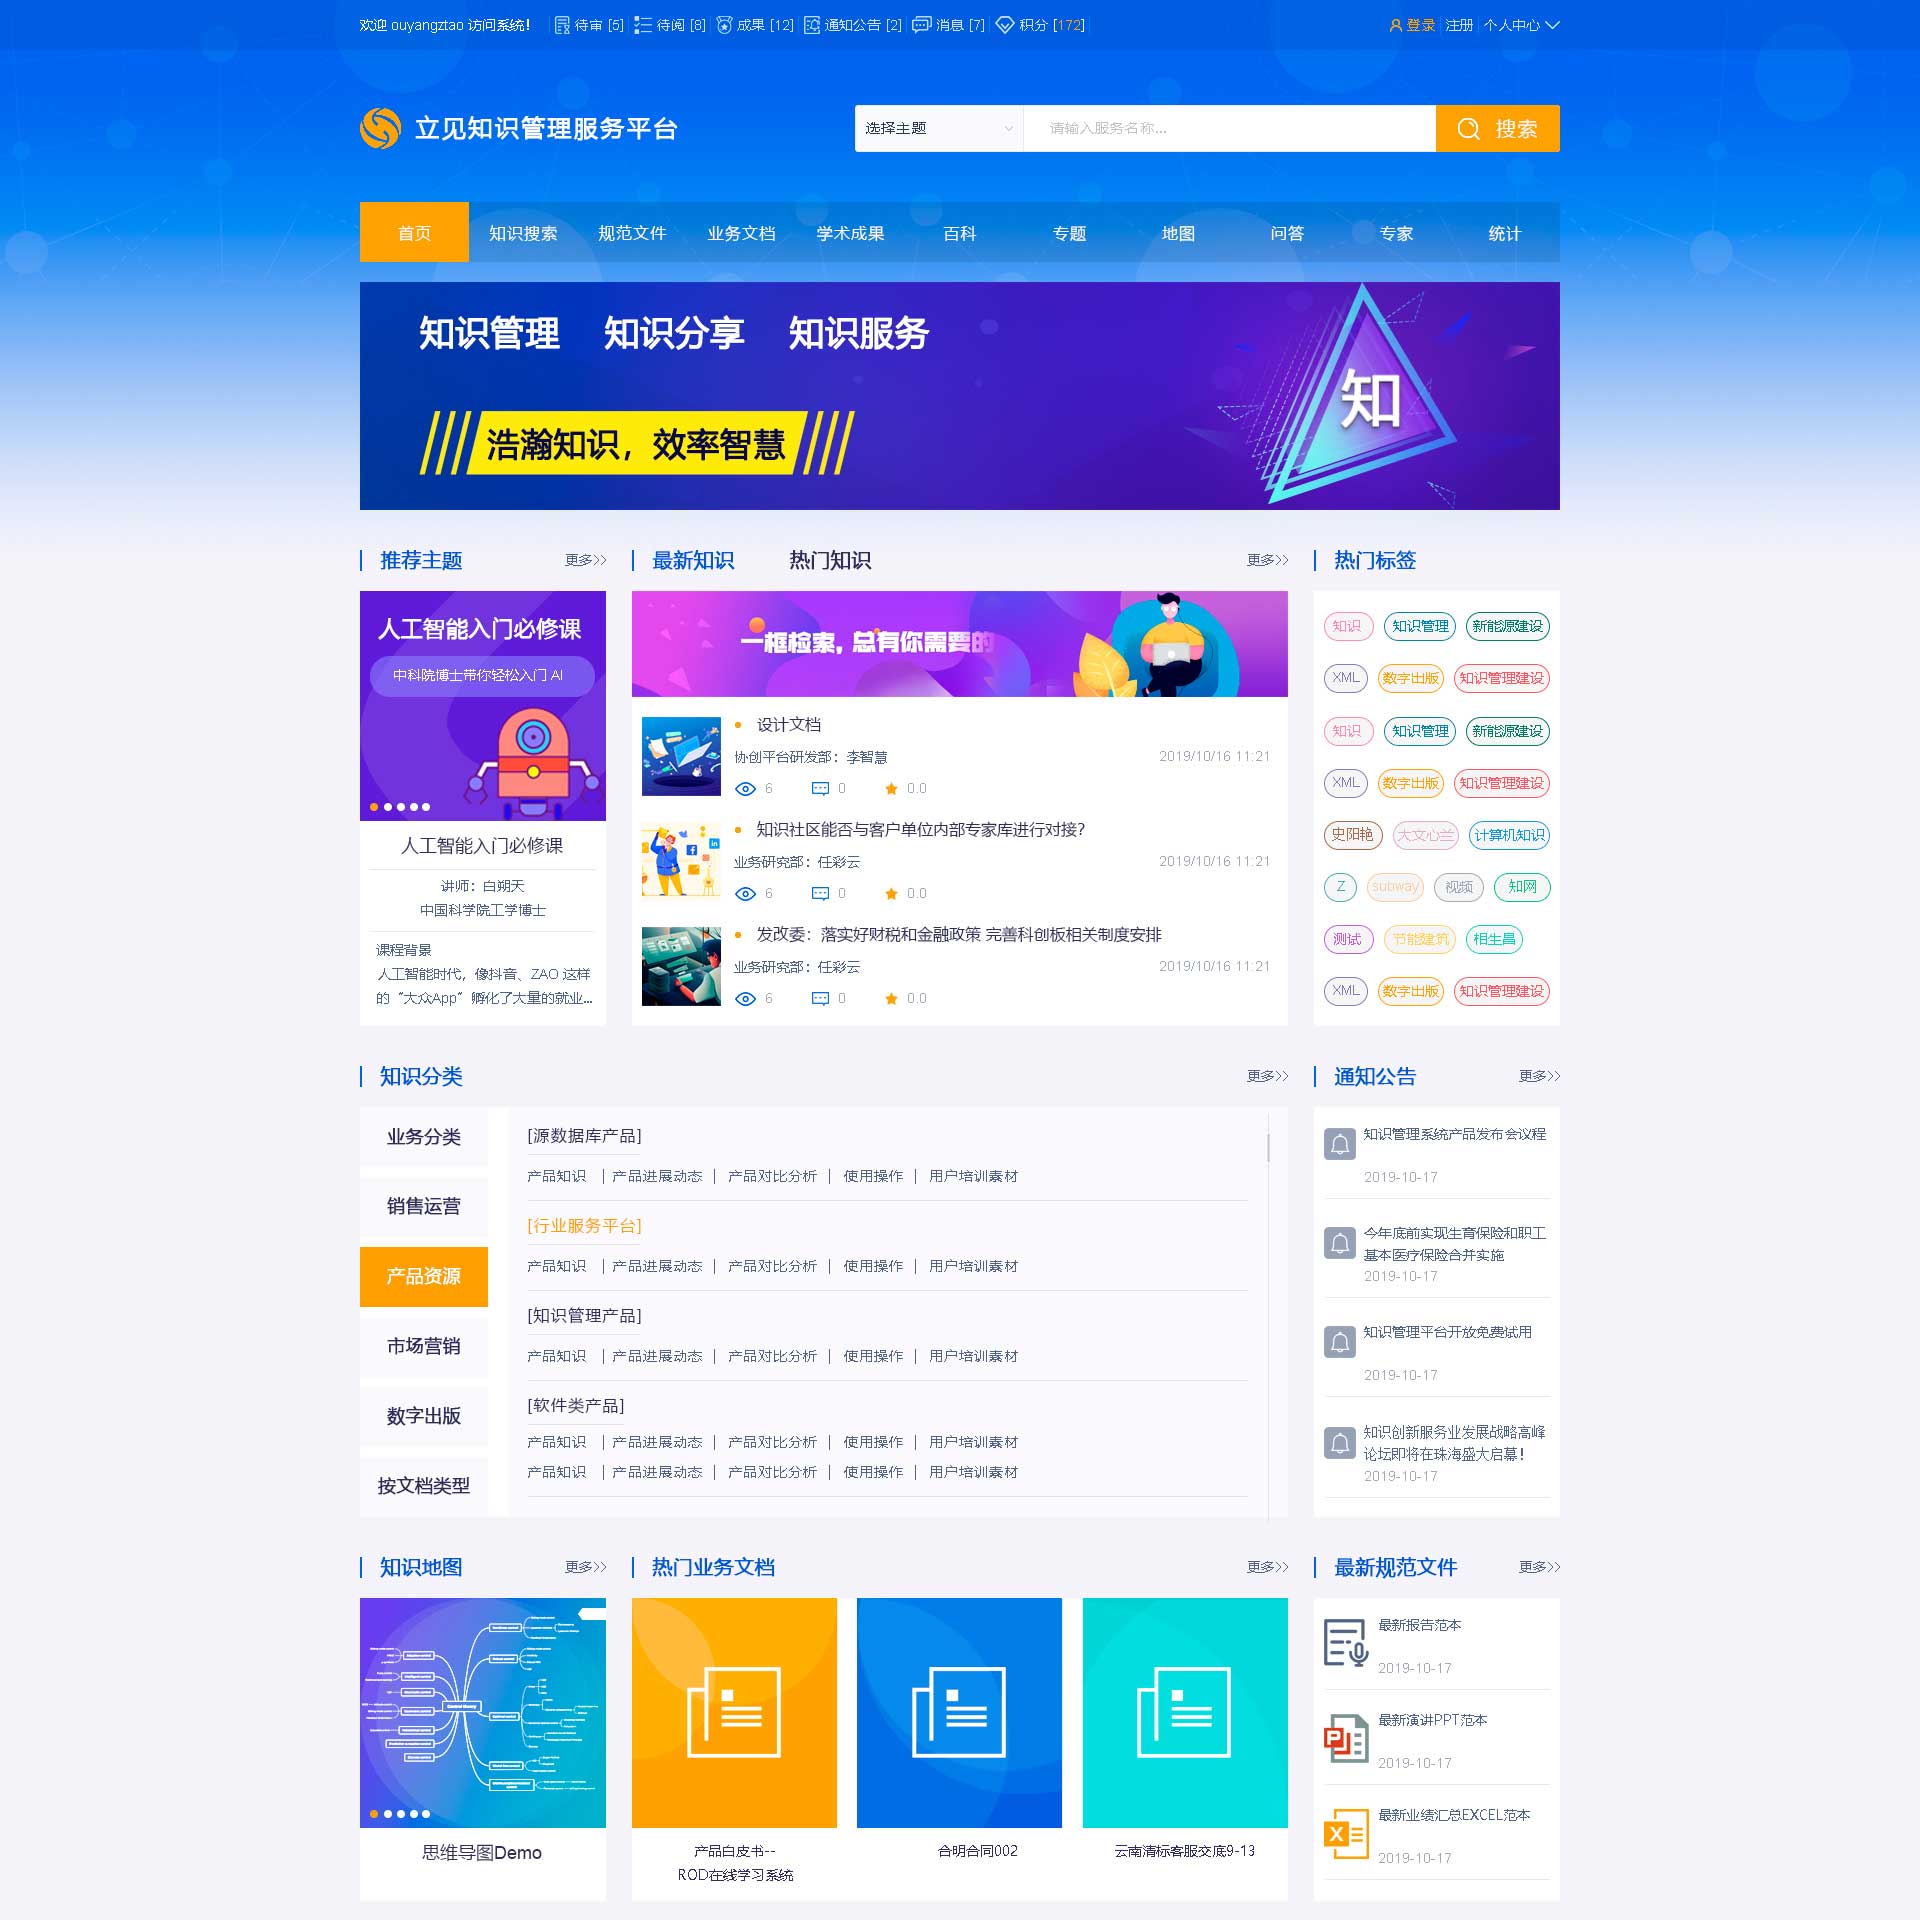 欢迎 ouyangztao 访问系统！ 待审 [5] 待阅 [8] 成果 [12] 通知公告 [2] 消息 [7] 积分 [172] 登录 注册 个人中心
立见知识管理服务平台 选择主题 请输入服务名称... 搜索
首页 知识搜索 规范文件 业务文档 学术成果 百科 专题 地图 问答 专家 统计
知识管理 知识分享 知识服务
知
浩瀚知识，效率智慧
推荐主题 更多>>
人工智能入门必修课
中科院博士带你轻松入门 AI
人工智能入门必修课
讲师：白朔天
中国科学院工学博士
课程背景
人工智能时代，像抖音、ZAO 这样
的“大众App”孵化了大量的就业...
最新知识 热门知识 更多>>
一框检索，总有你需要的
设计文档
协创平台研发部：李智慧 2019/10/16 11:21
6 0 0.0
知识社区能否与客户单位内部专家库进行对接？
业务研究部：任彩云 2019/10/16 11:21
6 0 0.0
发改委：落实好财税和金融政策 完善科创板相关制度安排
业务研究部：任彩云 2019/10/16 11:21
6 0 0.0
热门标签
知识 知识管理 新能源建设
XML 数字出版 知识管理建设
知识 知识管理 新能源建设
XML 数字出版 知识管理建设
史阳艳 大文心兰 计算机知识
Z subway 视频 知网
测试 节能建筑 相生昌
XML 数字出版 知识管理建设
知识分类 更多>>
业务分类
销售运营
产品资源
市场营销
数字出版
按文档类型
[源数据库产品]
产品知识 | 产品进展动态 | 产品对比分析 | 使用操作 | 用户培训素材
[行业服务平台]
产品知识 | 产品进展动态 | 产品对比分析 | 使用操作 | 用户培训素材
[知识管理产品]
产品知识 | 产品进展动态 | 产品对比分析 | 使用操作 | 用户培训素材
[软件类产品]
产品知识 | 产品进展动态 | 产品对比分析 | 使用操作 | 用户培训素材
产品知识 | 产品进展动态 | 产品对比分析 | 使用操作 | 用户培训素材
通知公告 更多>>
知识管理系统产品发布会议程
2019-10-17
今年底前实现生育保险和职工
基本医疗保险合并实施
2019-10-17
知识管理平台开放免费试用
2019-10-17
知识创新服务业发展战略高峰
论坛即将在珠海盛大启幕！
2019-10-17
知识地图 更多>>
思维导图Demo
热门业务文档 更多>>
产品白皮书--
ROD在线学习系统
合明合同002
云南清标客服交底9-13
最新规范文件 更多>>
最新报告范本
2019-10-17
最新演讲PPT范本
2019-10-17
最新业绩汇总EXCEL范本
2019-10-17